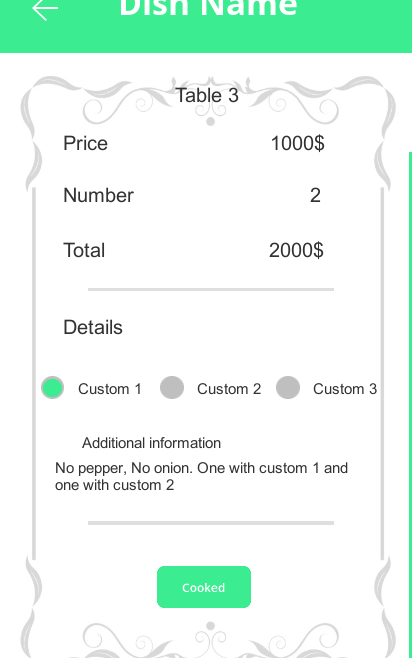 Dish Name
Table 3
Price 1000$
Number 2
Total 2000$
Details
Custom 1 Custom 2 Custom 3
Additional information
No pepper, No onion. One with custom 1 and
one with custom 2
Cooked